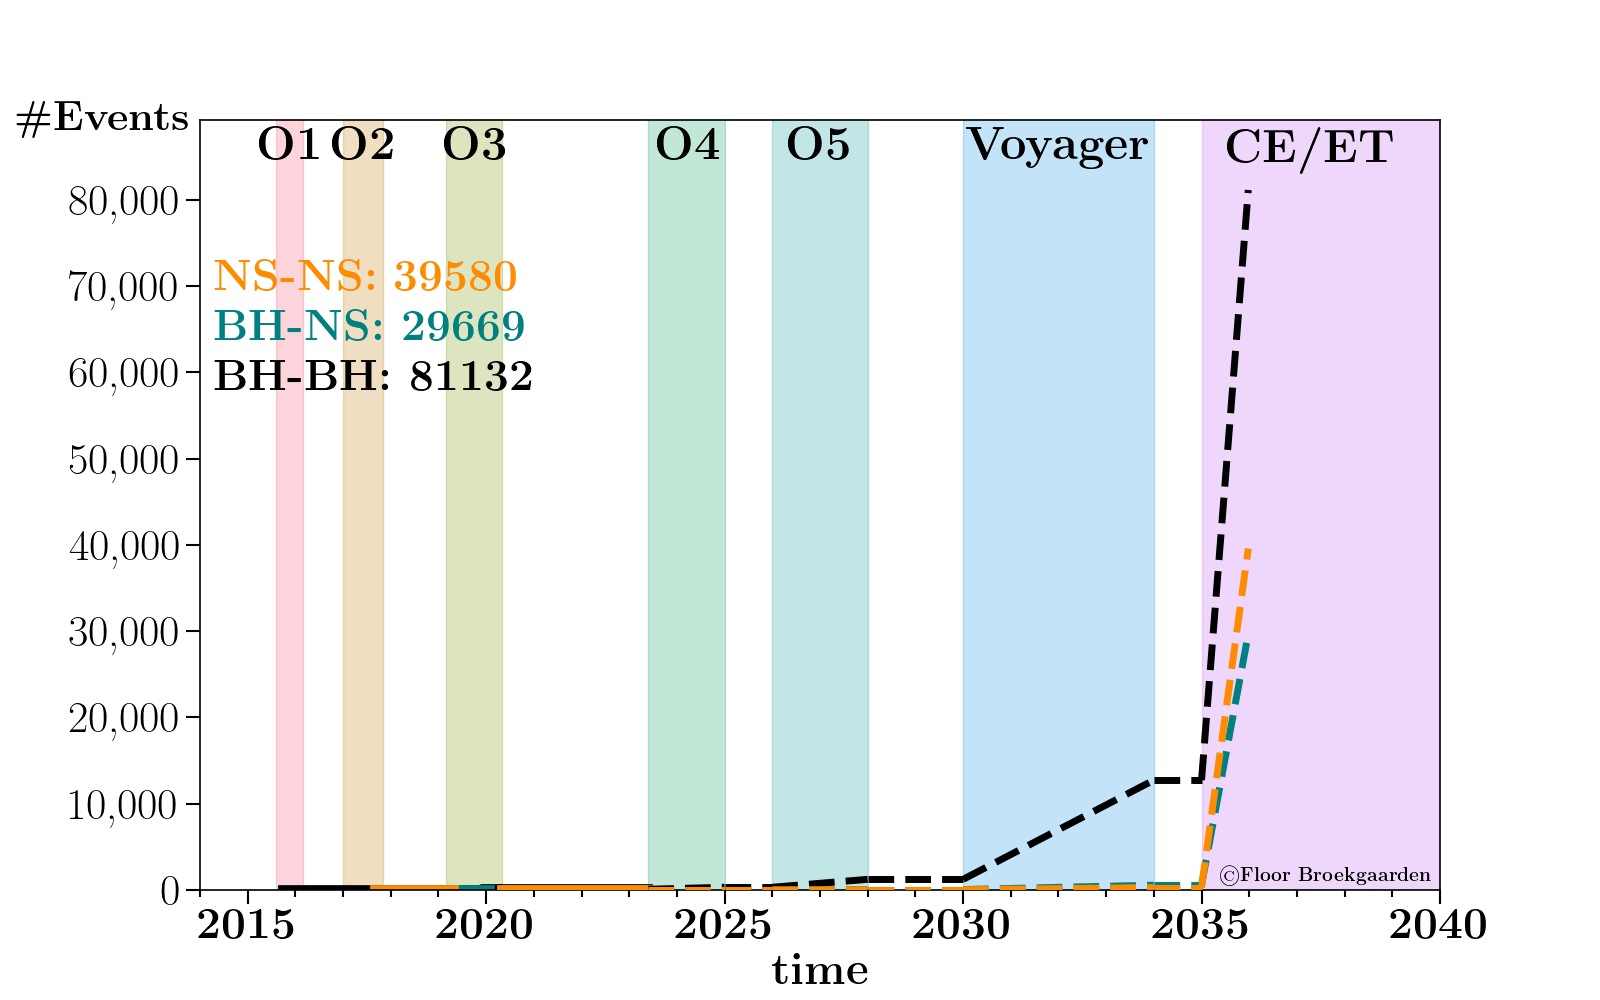 #Events
O1 O2 O3 O4 O5 Voyager CE/ET
80,000
70,000
60,000
50,000
40,000
30,000
20,000
10,000
0
NS-NS: 39580
BH-NS: 29669
BH-BH: 81132
©Floor Broekgaarden
2015 2020 2025 2030 2035 2040
time